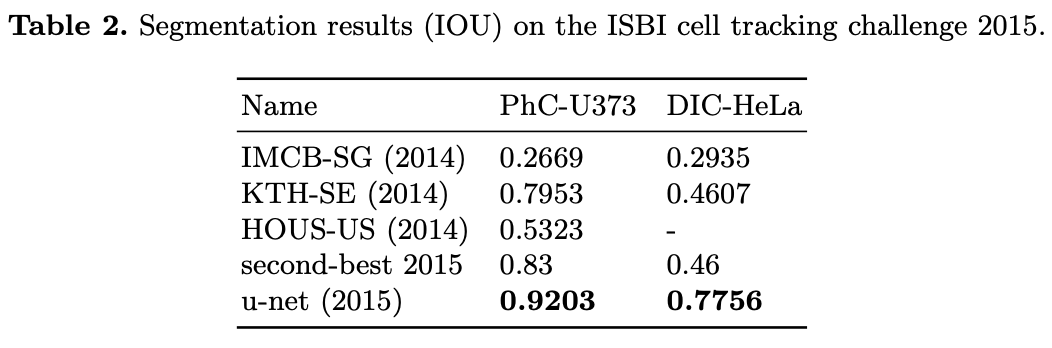 Table 2. Segmentation results (IOU) on the ISBI cell tracking challenge 2015.
Name PhC-U373 DIC-HeLa
IMCB-SG (2014) 0.2669 0.2935
KTH-SE (2014) 0.7953 0.4607
HOUS-US (2014) 0.5323 -
second-best 2015 0.83 0.46
u-net (2015) 0.9203 0.7756